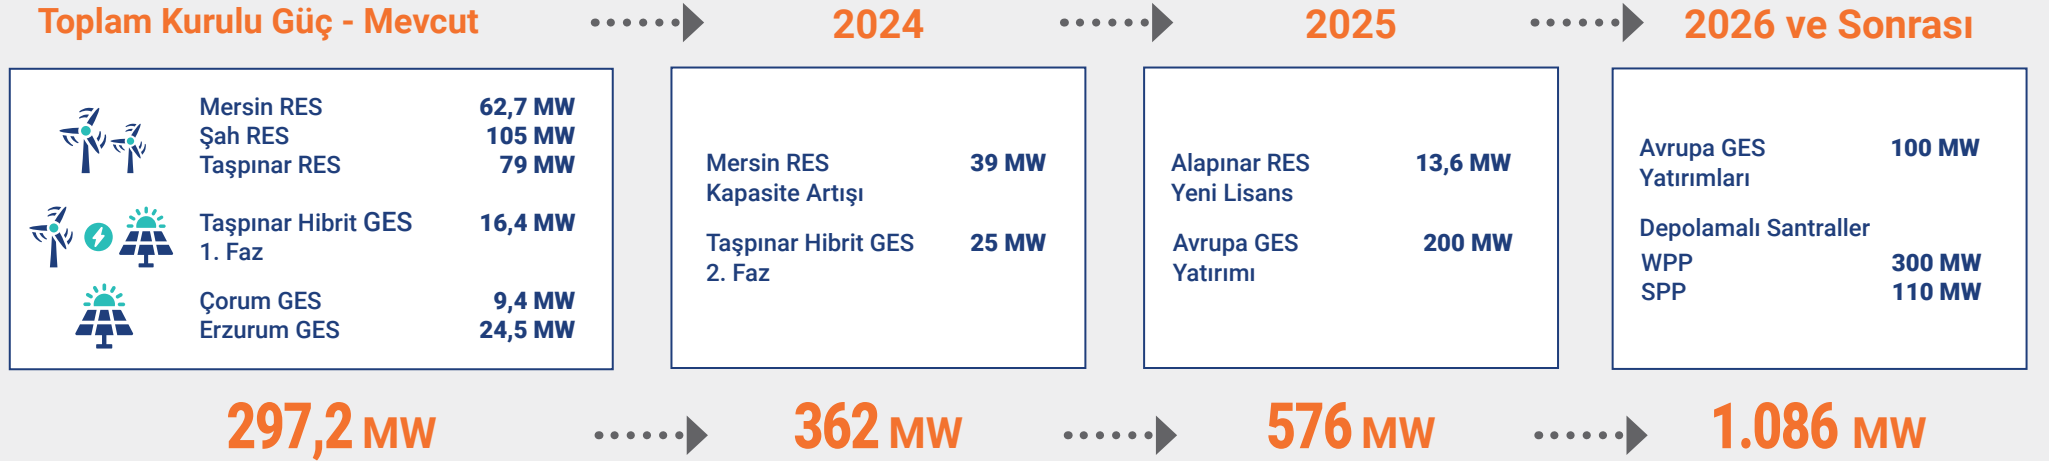 Toplam Kurulu Güç - Mevcut
Mersin RES 62,7 MW
Şah RES 105 MW
Taşpınar RES 79 MW
Taşpınar Hibrit GES 16,4 MW
1. Faz
Çorum GES 9,4 MW
Erzurum GES 24,5 MW
297,2 MW
2024
Mersin RES 39 MW
Kapasite Artışı
Taşpınar Hibrit GES 25 MW
2. Faz
362 MW
2025
Alapınar RES 13,6 MW
Yeni Lisans
Avrupa GES 200 MW
Yatırımı
576 MW
2026 ve Sonrası
Avrupa GES 100 MW
Yatırımları
Depolamalı Santraller
WPP 300 MW
SPP 110 MW
1.086 MW